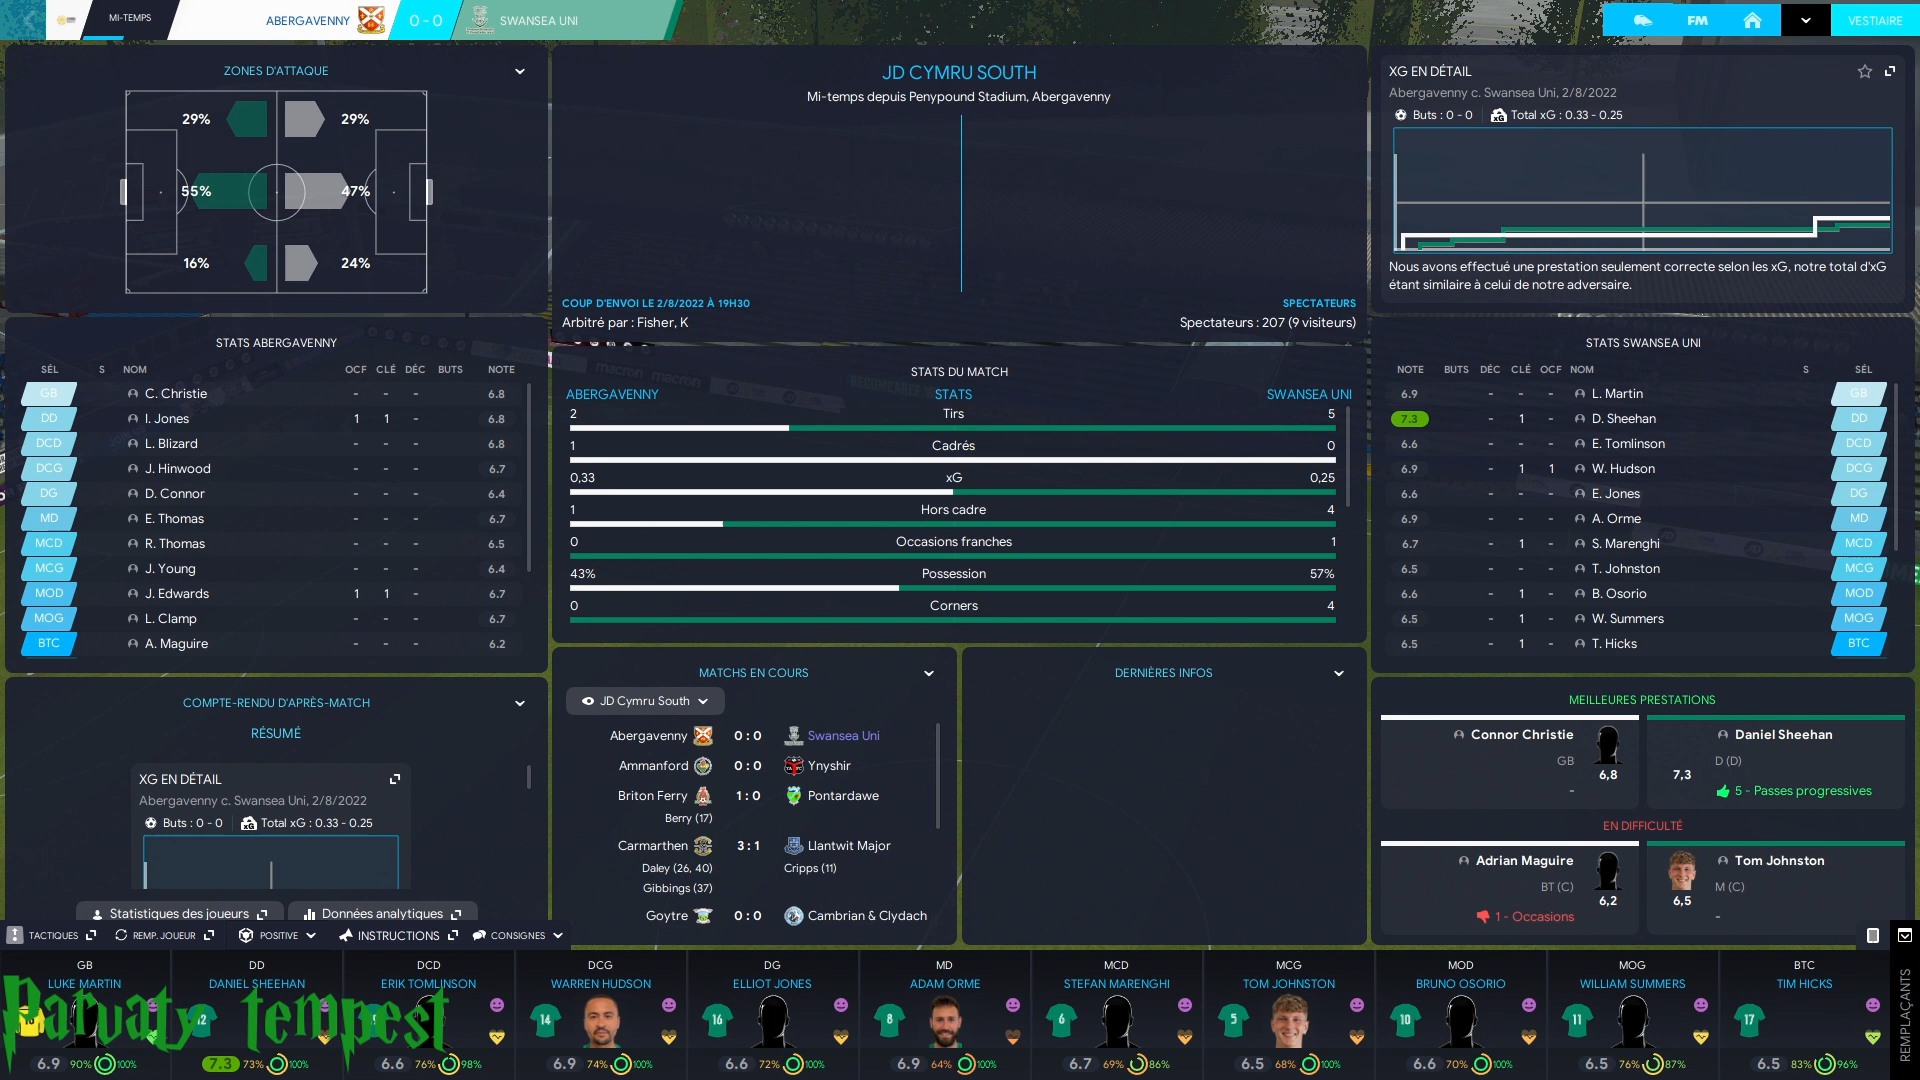 MI-TEMPS
ABERGAVENNY 0 - 0 SWANSEA UNI
FM
VESTIAIRE
ZONES D'ATTAQUE
29% 29%
55% 47%
16% 24%
JD CYMRU SOUTH
Mi-temps depuis Penypound Stadium, Abergavenny
COUP D'ENVOI LE 2/8/2022 À 19H30
SPECTATEURS
Arbitré par : Fisher, K
Spectateurs : 207 (9 visiteurs)
XG EN DÉTAIL
Abergavenny c. Swansea Uni, 2/8/2022
Buts : 0 - 0 Total xG : 0.33 - 0.25
Nous avons effectué une prestation seulement correcte selon les xG, notre total d'xG
étant similaire à celui de notre adversaire.
STATS ABERGAVENNY
SÉL S NOM OCF CLÉ DÉC BUTS NOTE
GB C. Christie - - - 6.8
DD I. Jones 1 1 - 6.8
DCD L. Blizard - - - 6.8
DCG J. Hinwood - - - 6.7
DG D. Connor - - - 6.4
MD E. Thomas - - - 6.7
MCD R. Thomas - - - 6.5
MCG J. Young - - - 6.4
MOD J. Edwards 1 1 - 6.7
MOG L. Clamp - - - 6.7
BTC A. Maguire - - - 6.2
STATS DU MATCH
ABERGAVENNY STATS SWANSEA UNI
2 Tirs 5
1 Cadrés 0
0,33 xG 0,25
1 Hors cadre 4
0 Occasions franches 1
43% Possession 57%
0 Corners 4
STATS SWANSEA UNI
NOTE BUTS DÉC CLÉ OCF NOM S SÉL
6.9 - - - L. Martin GB
7.3 - 1 - D. Sheehan DD
6.6 - - - E. Tomlinson DCD
6.9 - 1 1 W. Hudson DCG
6.6 - - - E. Jones DG
6.9 - - - A. Orme MD
6.7 - 1 - S. Marenghi MCD
6.5 - - - T. Johnston MCG
6.6 - 1 - B. Osorio MOD
6.5 - 1 - W. Summers MOG
6.5 - 1 - T. Hicks BTC
COMPTE-RENDU D'APRÈS-MATCH
RÉSUMÉ
XG EN DÉTAIL
Abergavenny c. Swansea Uni, 2/8/2022
Buts : 0 - 0 Total xG : 0.33 - 0.25
Statistiques des joueurs
Données analytiques
MATCHS EN COURS
JD Cymru South
Abergavenny 0 : 0 Swansea Uni
Ammanford 0 : 0 Ynyshir
Briton Ferry 1 : 0 Pontardawe
Berry (17)
Carmarthen 3 : 1 Llantwit Major
Daley (26, 40) Cripps (11)
Gibbings (37)
Goytre 0 : 0 Cambrian & Clydach
DERNIÈRES INFOS
MEILLEURES PRESTATIONS
Connor Christie
GB
6,8
-
Daniel Sheehan
D (D)
7,3
5 - Passes progressives
EN DIFFICULTÉ
Adrian Maguire
BT (C)
6,2
1 - Occasions
Tom Johnston
M (C)
6,5
-
TACTIQUES REMP. JOUEUR POSITIVE INSTRUCTIONS CONSIGNES
GB DD DCD DCG DG MD MCD MCG MOD MOG BTC
LUKE MARTIN DANIEL SHEEHAN ERIK TOMLINSON WARREN HUDSON ELLIOT JONES ADAM ORME STEFAN MARENGHI TOM JOHNSTON BRUNO OSORIO WILLIAM SUMMERS TIM HICKS
Parvaty tempest
14 16 8 6 5 10 11 17
6.9 90% 100%
7.3 73% 100%
6.6 76% 98%
6.9 74% 100%
6.6 72% 100%
6.9 64% 100%
6.7 69% 86%
6.5 68% 100%
6.6 70% 100%
6.5 76% 87%
6.5 83% 96%
REMPLAÇANTS